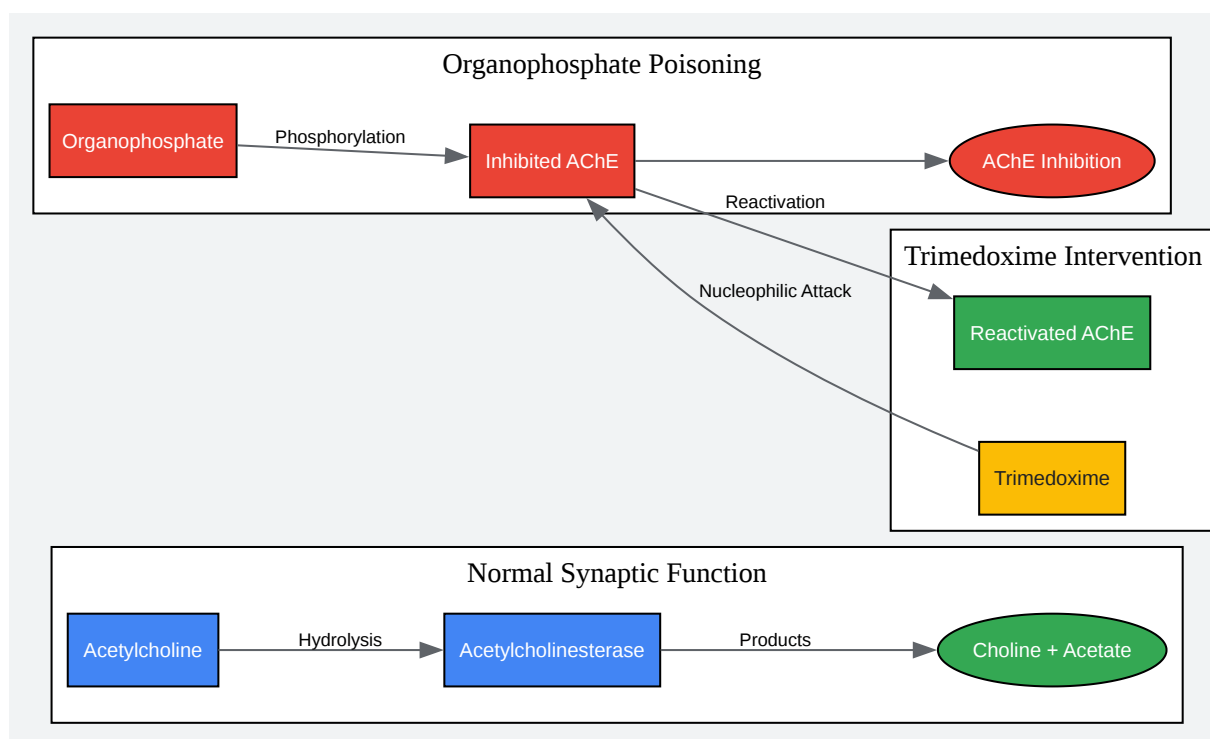 Organophosphate Poisoning
Organophosphate
Phosphorylation
Inhibited AChE
AChE Inhibition
Reactivation
Nucleophilic Attack
Trimedoxime Intervention
Reactivated AChE
Trimedoxime
Normal Synaptic Function
Acetylcholine
Hydrolysis
Acetylcholinesterase
Products
Choline + Acetate